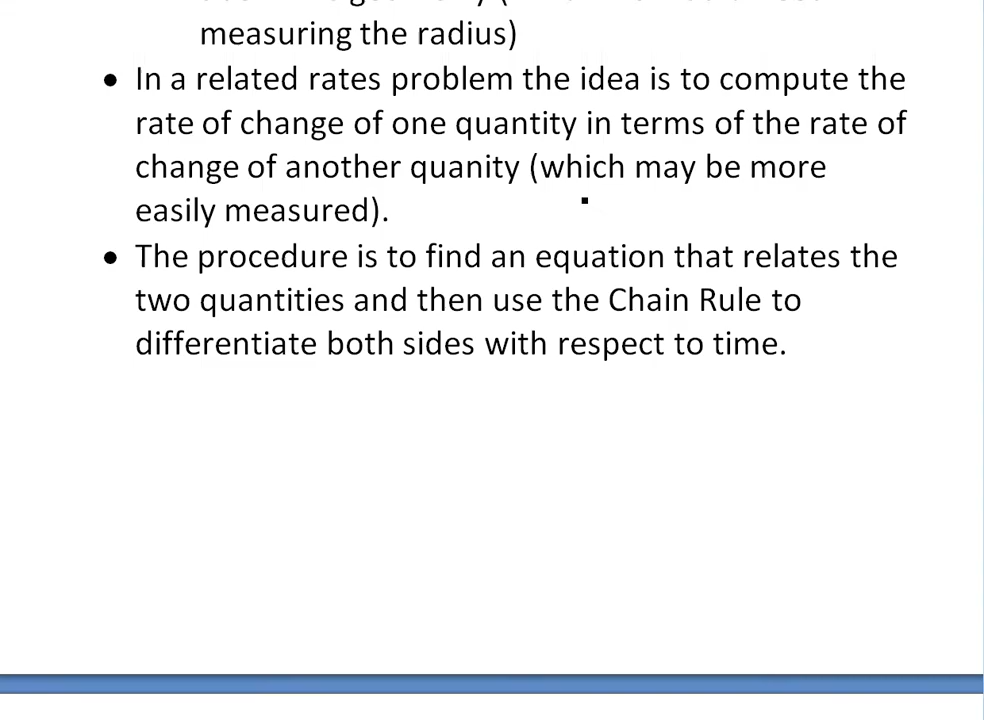 measuring the radius)
• In a related rates problem the idea is to compute the
rate of change of one quantity in terms of the rate of
change of another quanity (which may be more
easily measured).
• The procedure is to find an equation that relates the
two quantities and then use the Chain Rule to
differentiate both sides with respect to time.